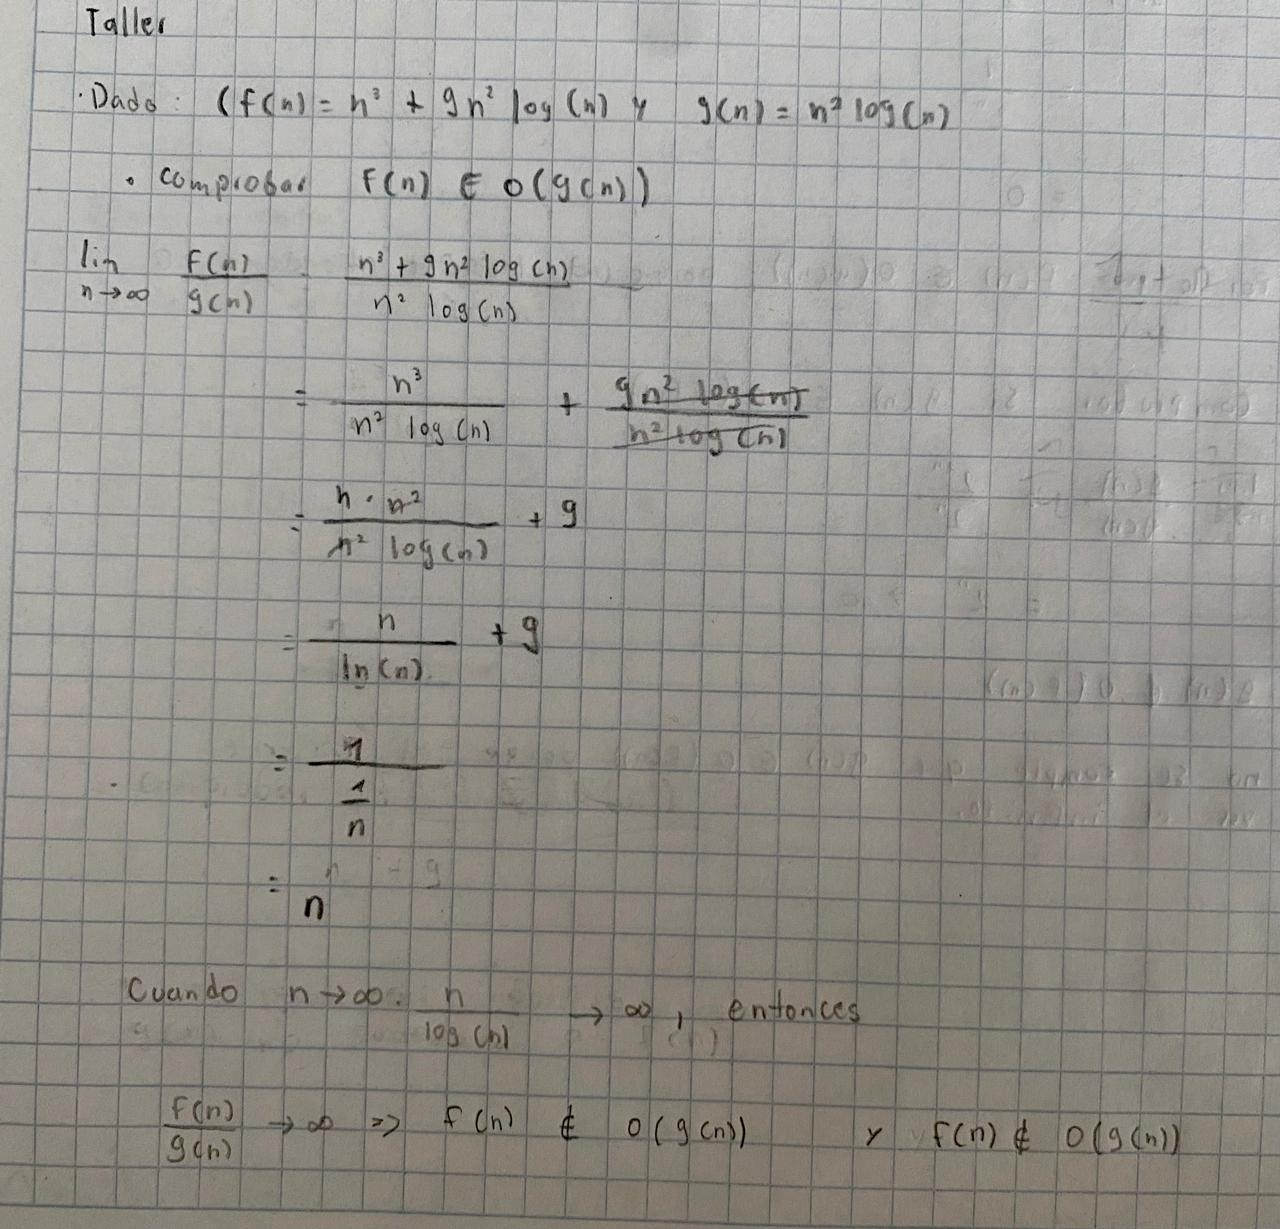 Taller
· Dado: (f(n) = n³ + 9n² log(n) y g(n) = n² log(n)
• comprobar f(n) ∈ O(g(n))
lim n→∞ f(n)/g(n) n³ + 9n² log(n) / n² log(n)
= n³ / n² log(n) + 9n² log(n) / n² log(n)
= n · n² / n² log(n) + 9
= n / ln(n) + 9
= 1 / 1/n
= n
Cuando n→∞. n / log(n) → ∞, entonces
f(n)/g(n) → ∞ => f(n) ∉ O(g(n)) y f(n) ∉ O(g(n))